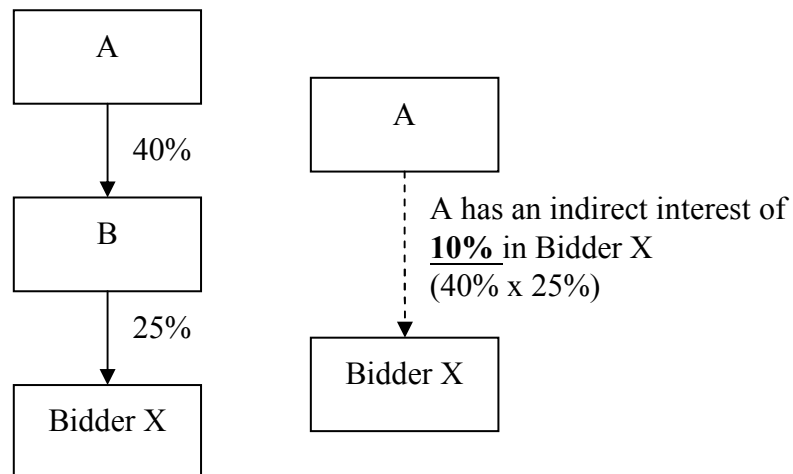 A
40%
B
25%
Bidder X
A
A has an indirect interest of
10% in Bidder X
(40% x 25%)
Bidder X